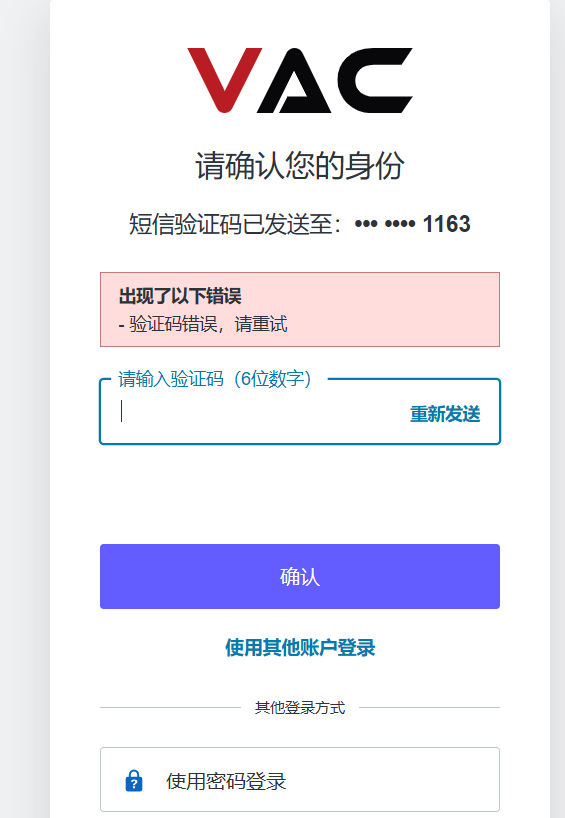 VAC
请确认您的身份
短信验证码已发送至：••• •••• 1163
出现了以下错误
- 验证码错误，请重试
请输入验证码（6位数字）
重新发送
确认
使用其他账户登录
其他登录方式
使用密码登录